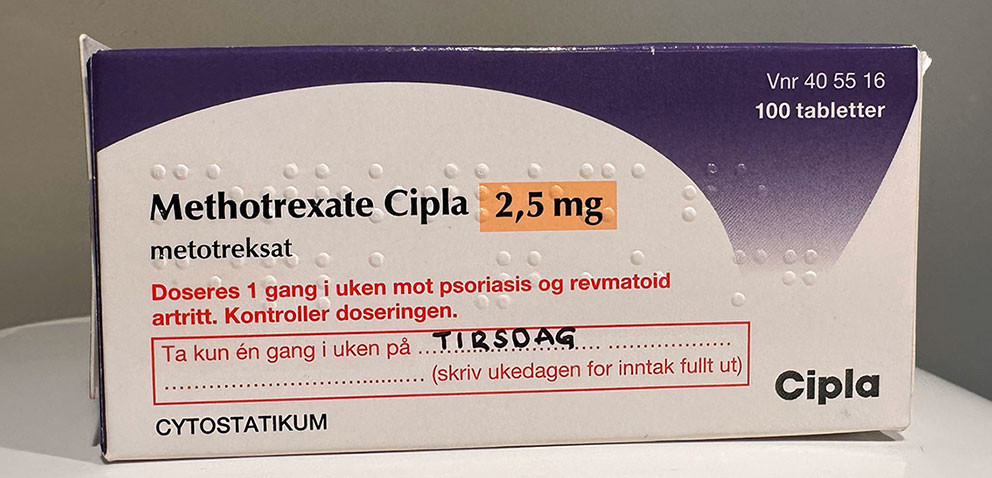 Vnr 40 55 16
100 tabletter
Methotrexate Cipla 2,5 mg
metotreksat
Doseres 1 gang i uken mot psoriasis og revmatoid
artritt. Kontroller doseringen.
Ta kun én gang i uken på ..... TIRSDAG .....
..... (skriv ukedagen for inntak fullt ut)
Cipla
CYTOSTATIKUM